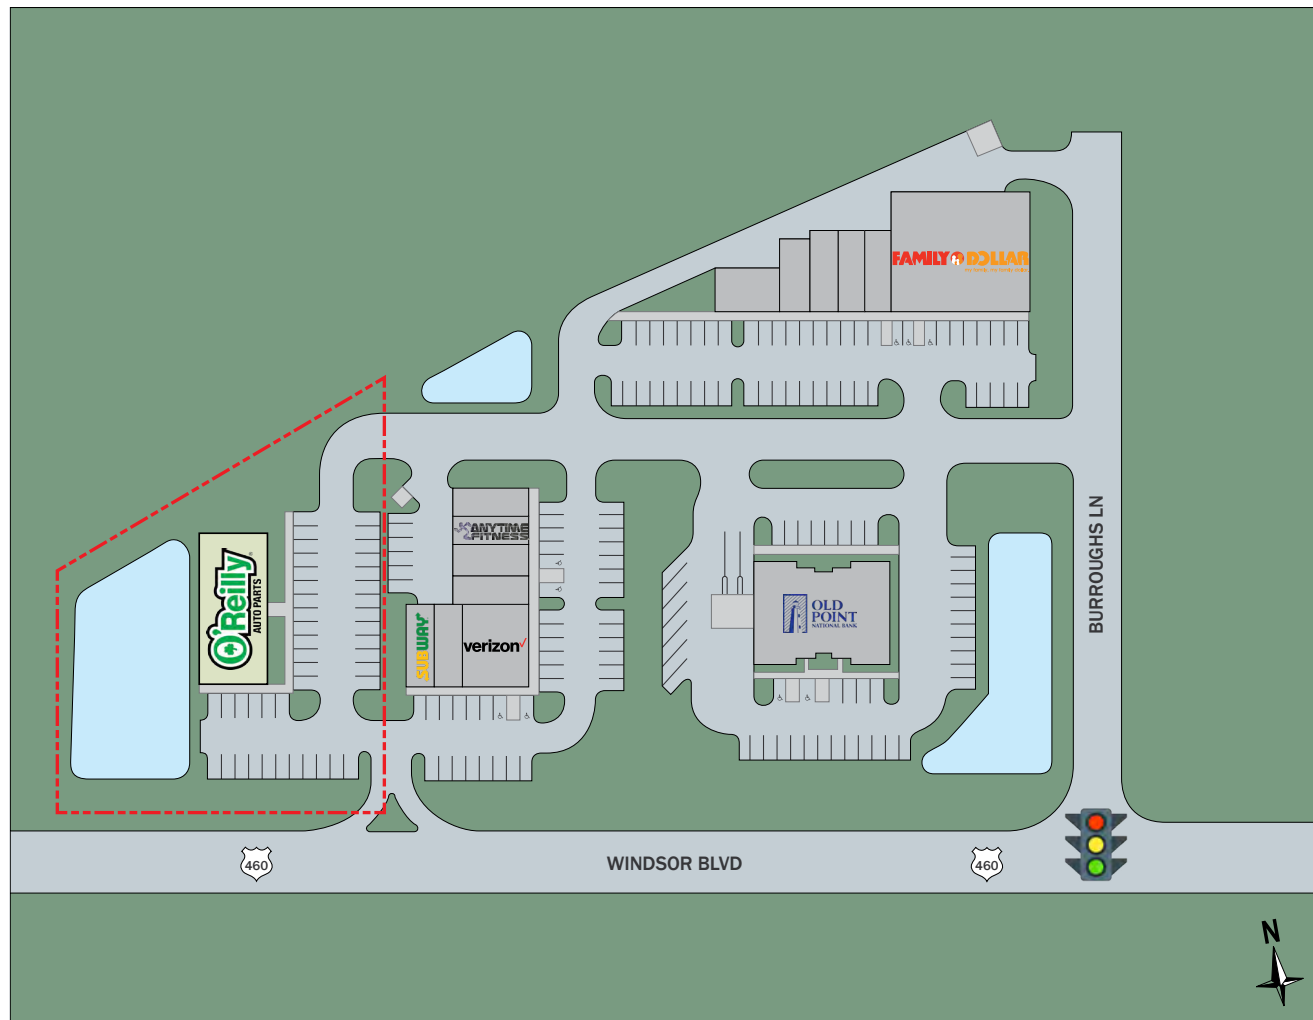 FAMILY DOLLAR
ANYTIME
FITNESS
O'Reilly®
AUTO PARTS
SUBWAY
verizon✓
OLD
POINT
NATIONAL BANK
BURROUGHS LN
460
WINDSOR BLVD
460
N